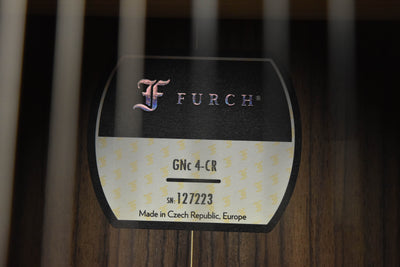 F FURCH®
GNc 4-CR
SN: 127223
Made in Czech Republic, Europe